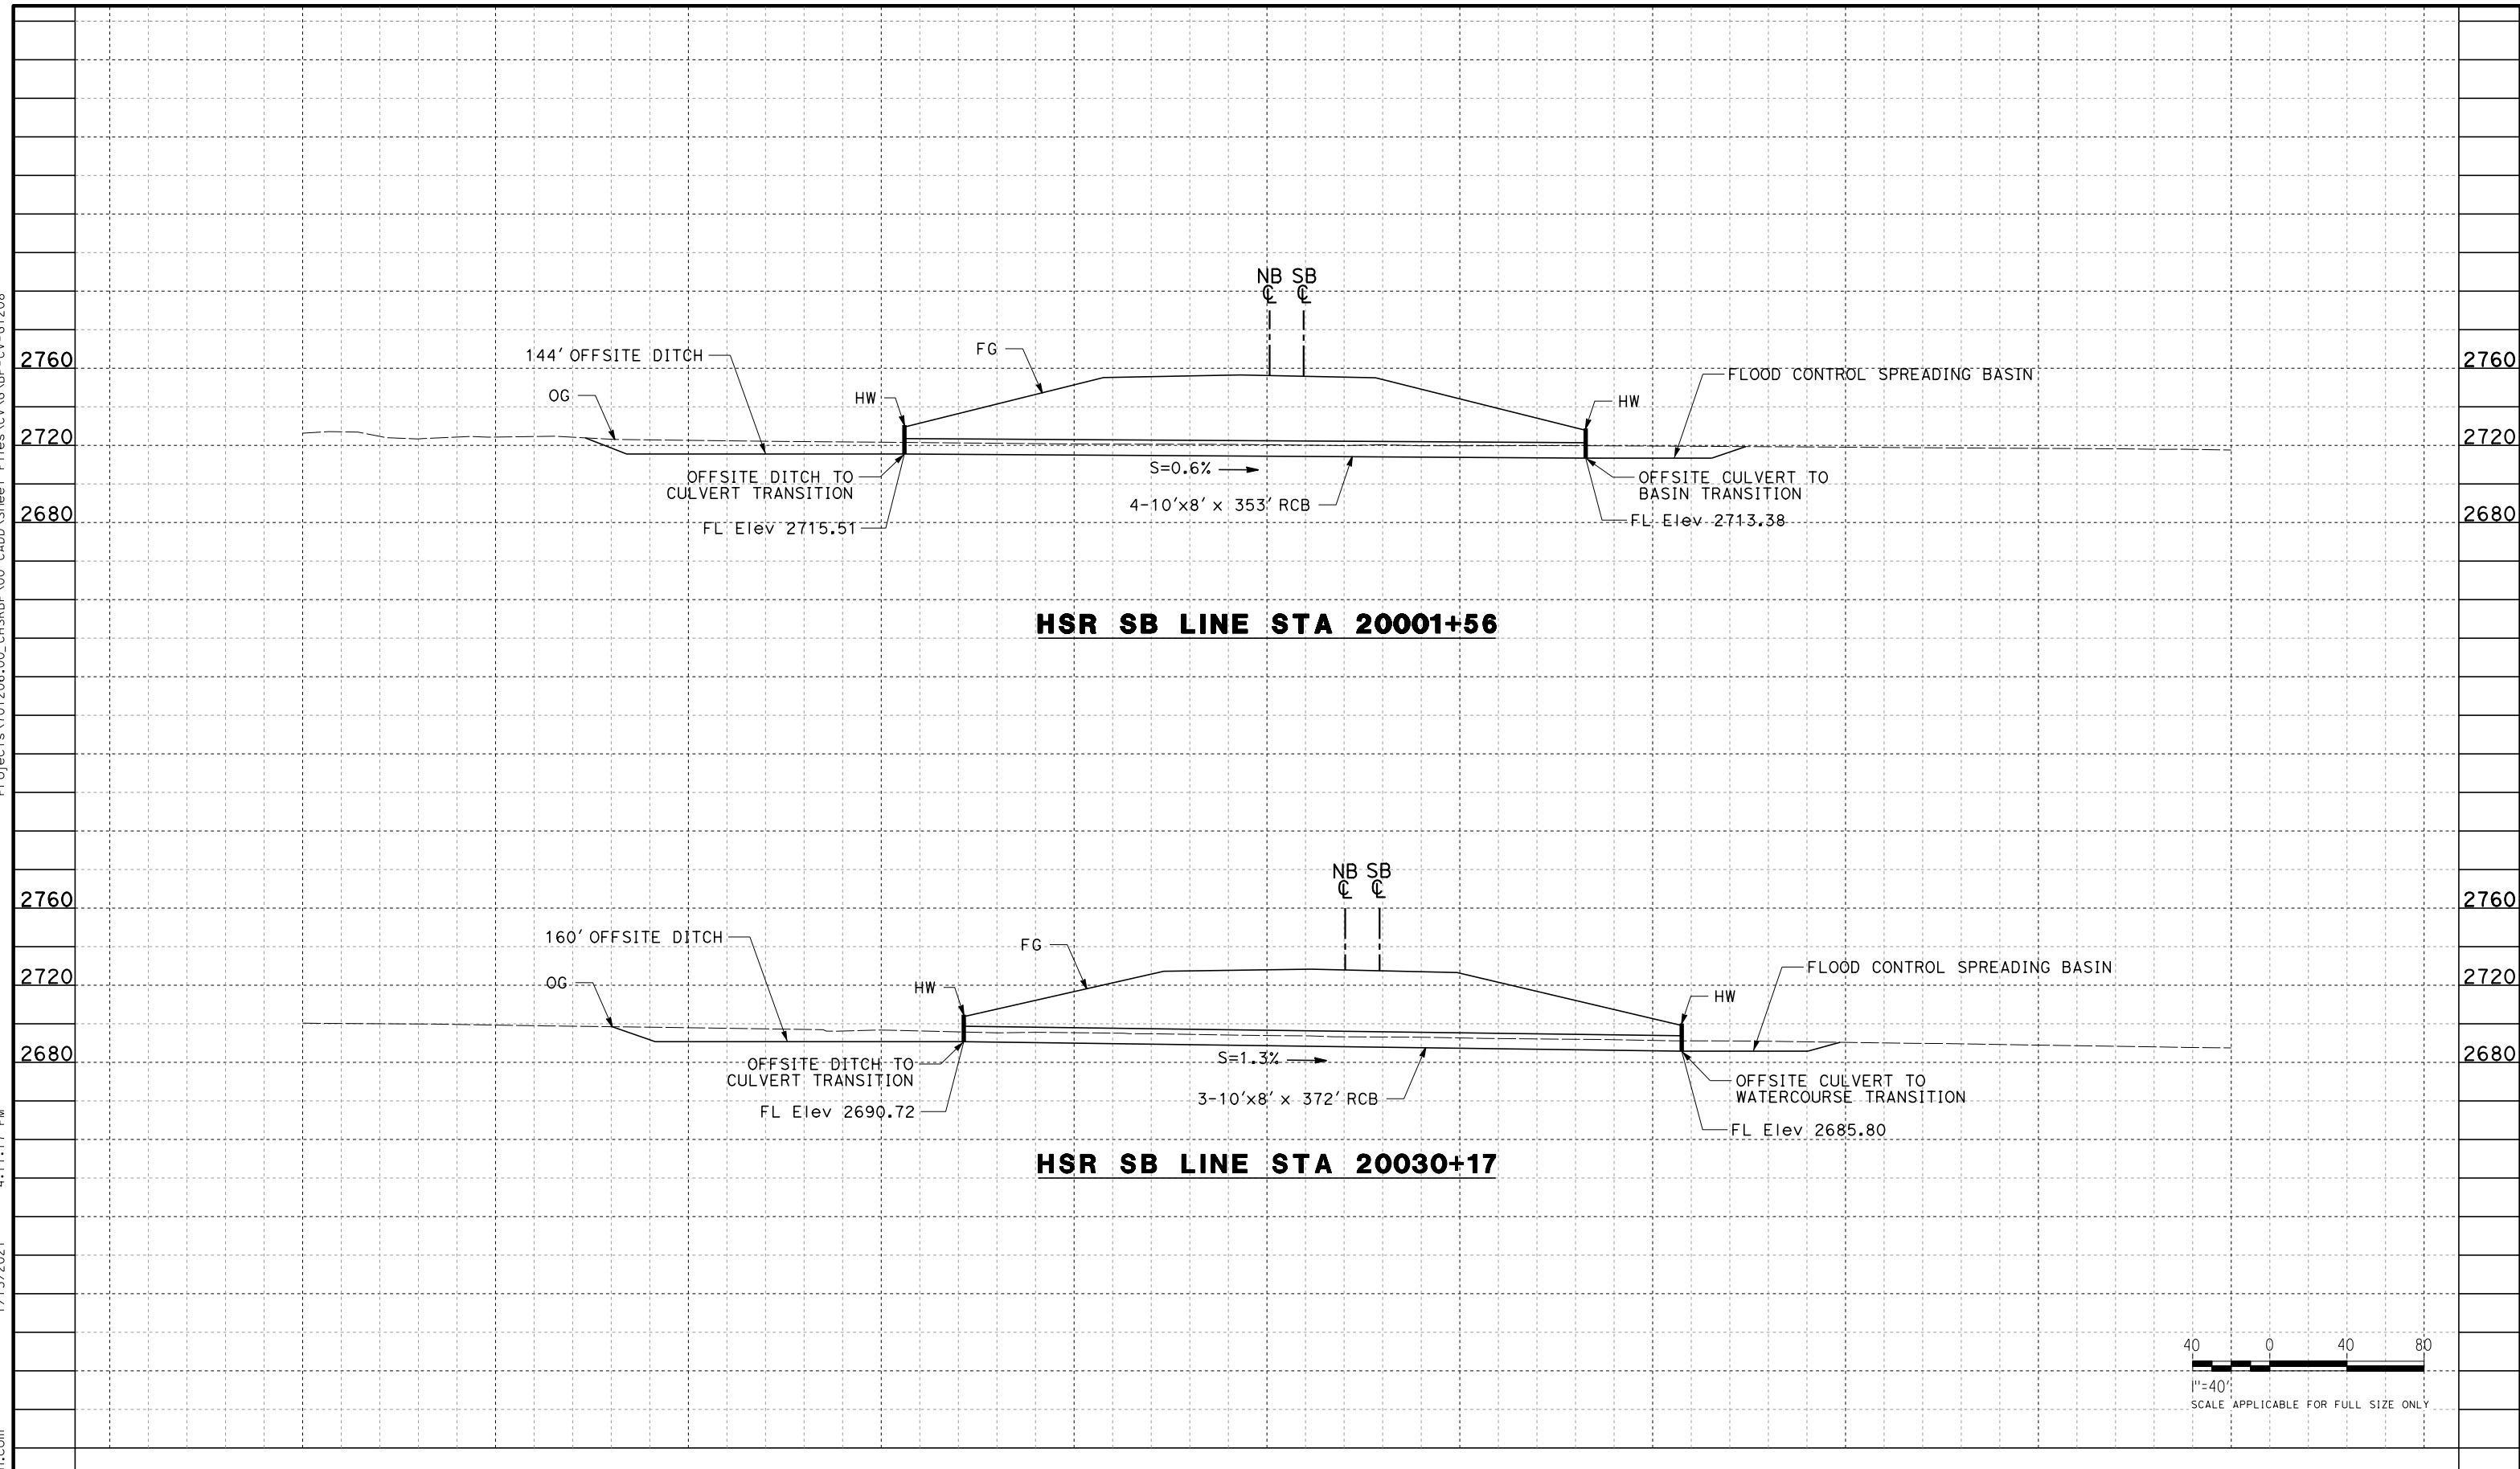 NB SB
℄ ℄
2760
FG
144' OFFSITE DITCH
2760
FLOOD CONTROL SPREADING BASIN
OG
HW
HW
2720
2720
OFFSITE DITCH TO
CULVERT TRANSITION
S=0.6%
OFFSITE CULVERT TO
BASIN TRANSITION
4-10'x8' x 353' RCB
2680
FL Elev 2715.51
FL Elev 2713.38
2680
HSR SB LINE STA 20001+56
NB SB
℄ ℄
2760
2760
160' OFFSITE DITCH
FG
FLOOD CONTROL SPREADING BASIN
2720
2720
OG
HW
HW
2680
2680
OFFSITE DITCH TO
CULVERT TRANSITION
S=1.3%
OFFSITE CULVERT TO
WATERCOURSE TRANSITION
3-10'x8' x 372' RCB
FL Elev 2690.72
FL Elev 2685.80
HSR SB LINE STA 20030+17
40 0 40 80
1"=40'
SCALE APPLICABLE FOR FULL SIZE ONLY